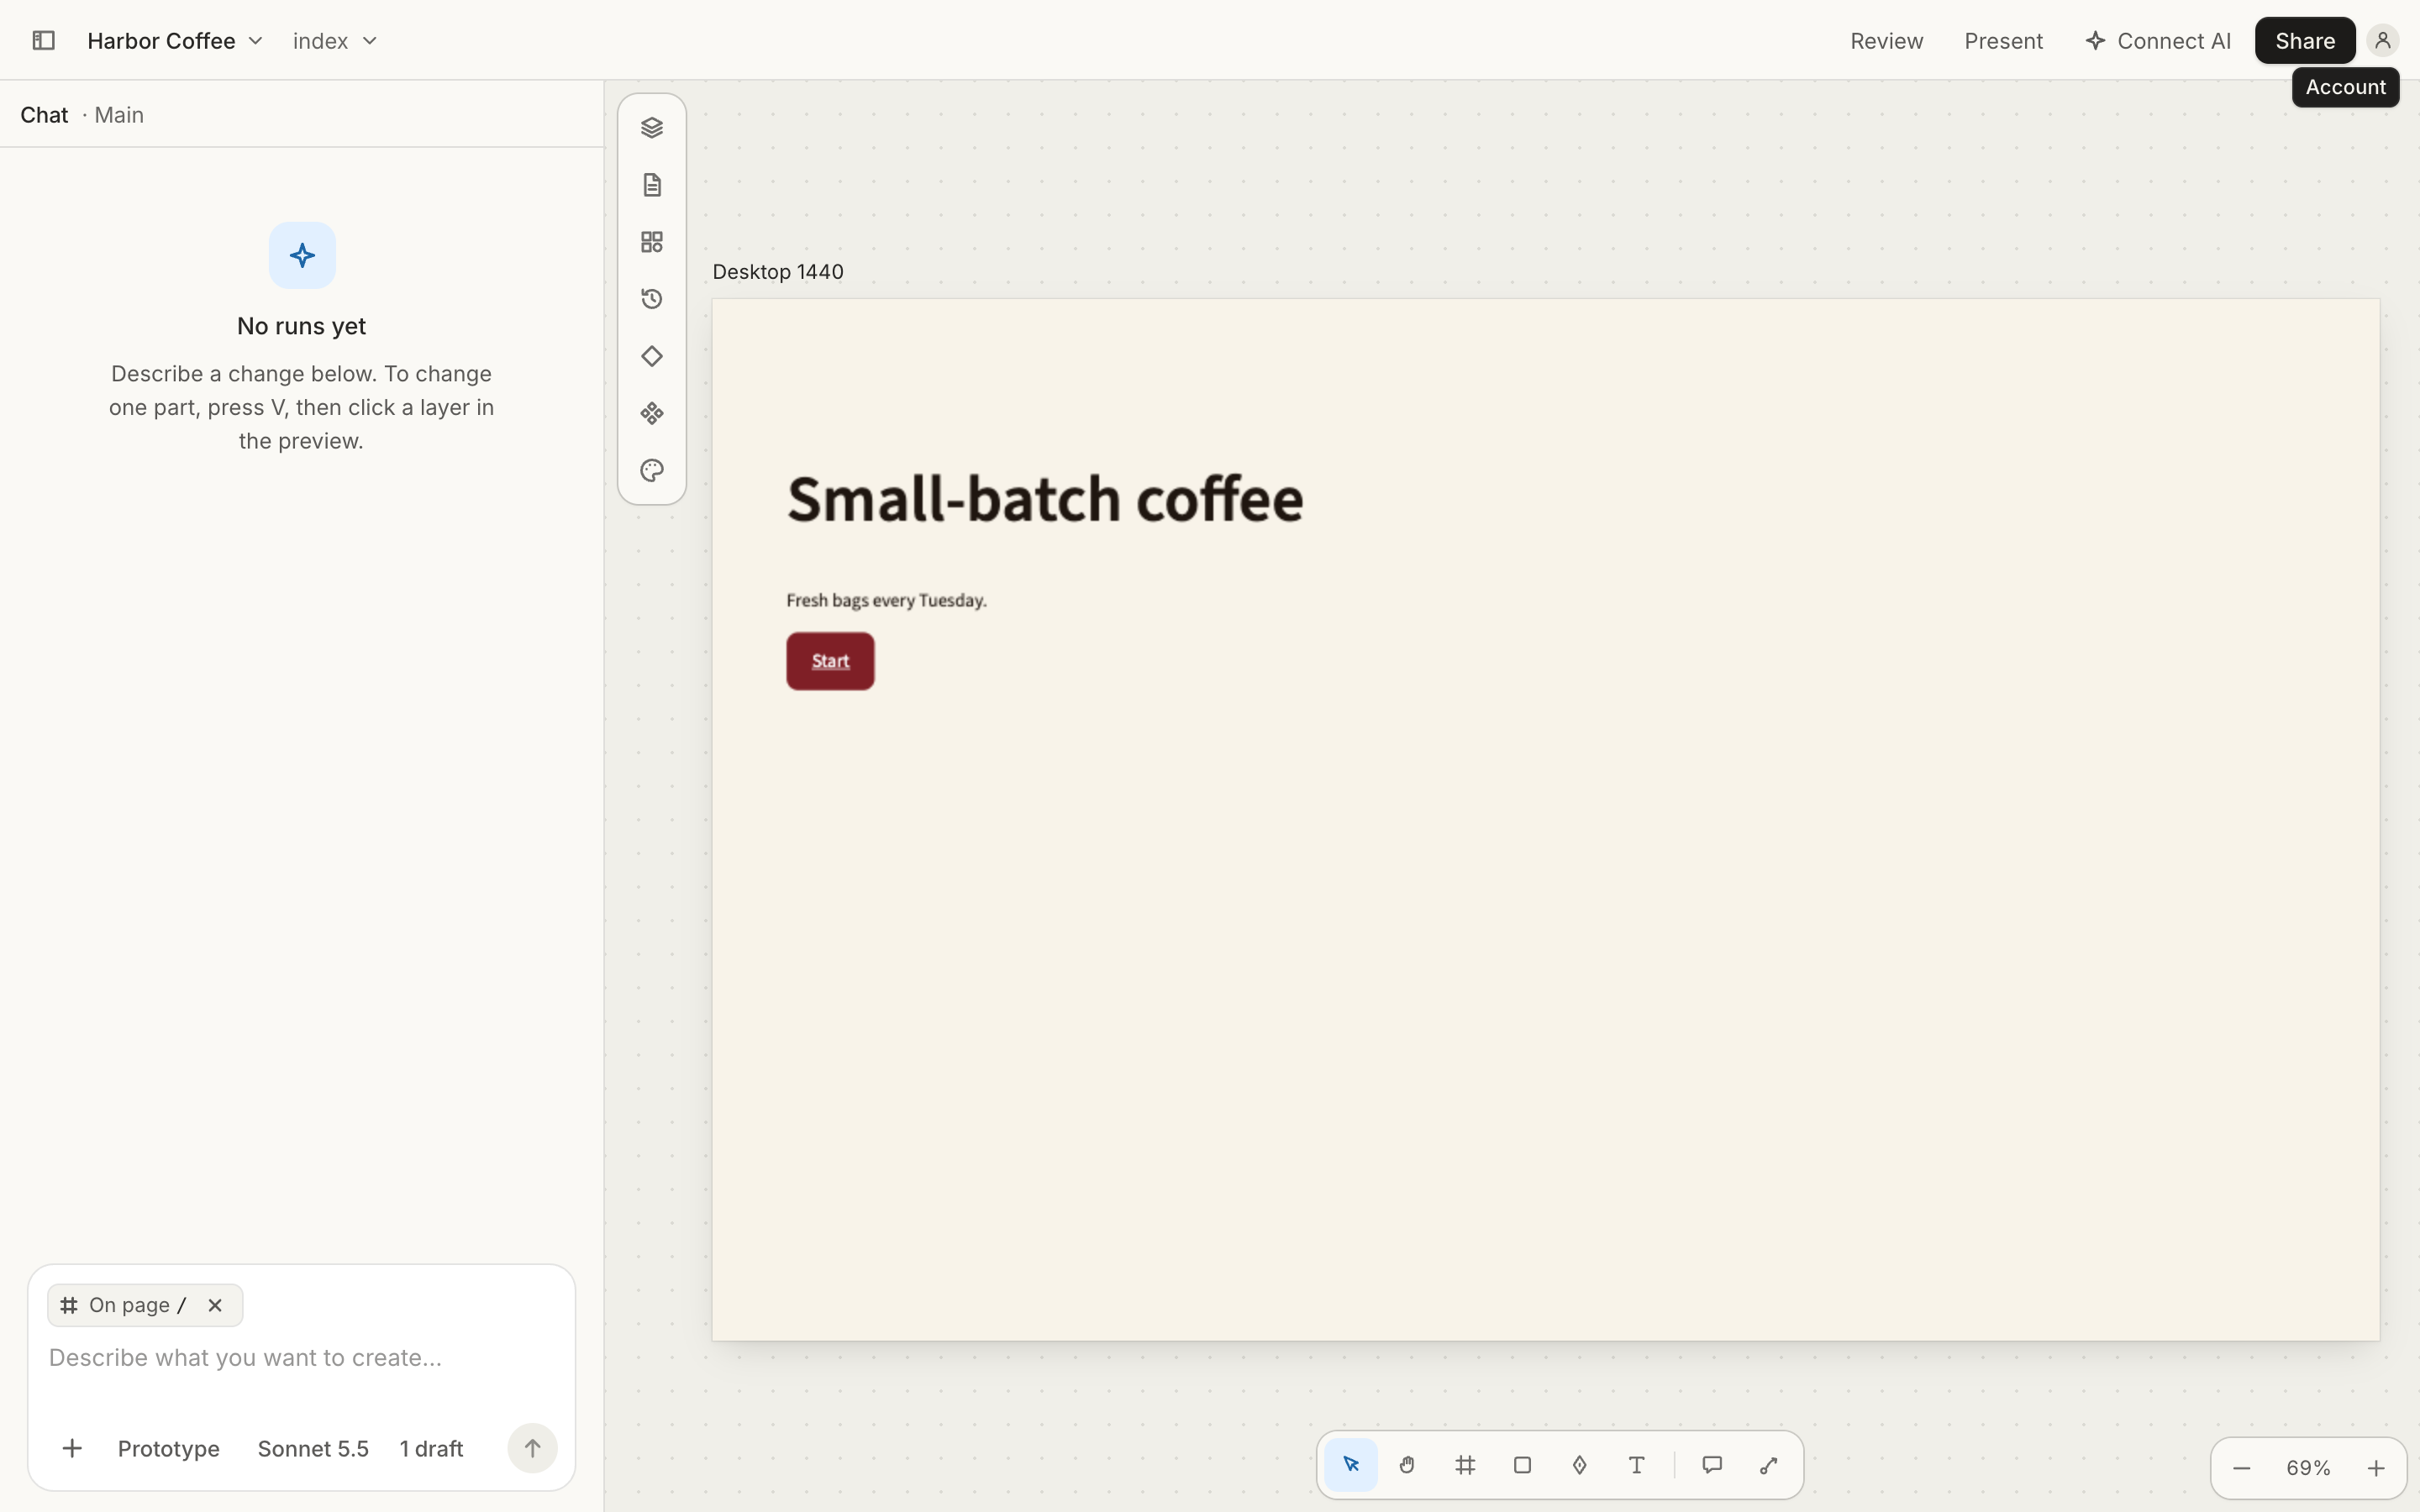 Harbor Coffee index Review Present Connect AI Share
Account
Chat · Main
No runs yet
Describe a change below. To change
one part, press V, then click a layer in
the preview.
Desktop 1440
Small-batch coffee
Fresh bags every Tuesday.
Start
On page /
Describe what you want to create...
Prototype Sonnet 5.5 1 draft
69%